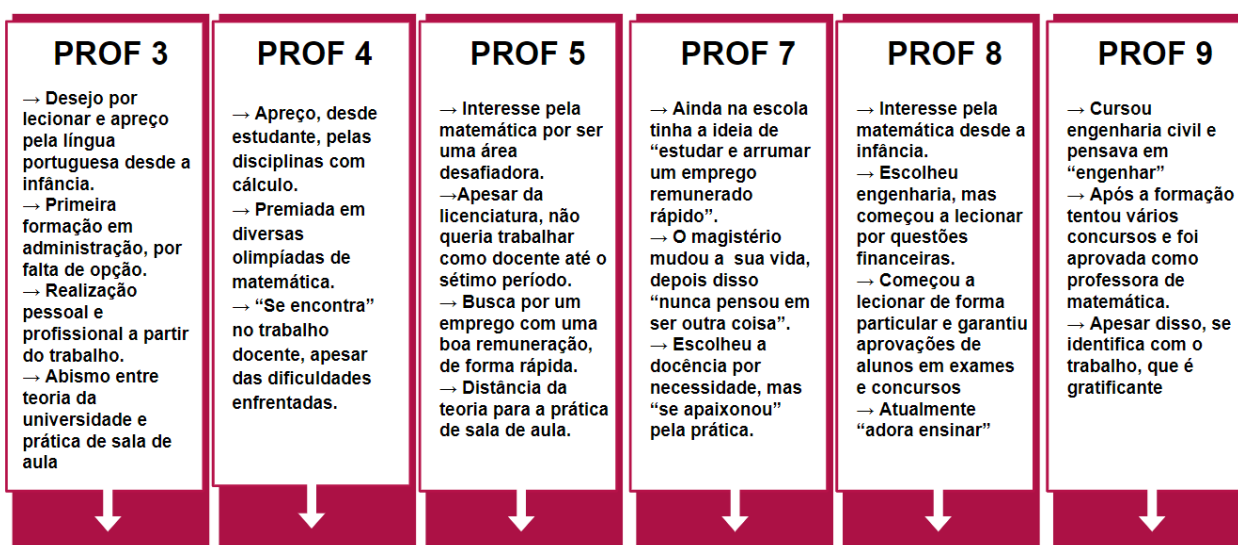 PROF 3
→ Desejo por
lecionar e apreço
pela língua
portuguesa desde a
infância.
→ Primeira
formação em
administração, por
falta de opção.
→ Realização
pessoal e
profissional a partir
do trabalho.
→ Abismo entre
teoria da
universidade e
prática de sala de
aula
PROF 4
→ Apreço, desde
estudante, pelas
disciplinas com
cálculo.
→ Premiada em
diversas
olimpíadas de
matemática.
→ “Se encontra”
no trabalho
docente, apesar
das dificuldades
enfrentadas.
PROF 5
→ Interesse pela
matemática por ser
uma área
desafiadora.
→Apesar da
licenciatura, não
queria trabalhar
como docente até o
sétimo período.
→ Busca por um
emprego com uma
boa remuneração,
de forma rápida.
→ Distância da
teoria para a prática
de sala de aula.
PROF 7
→ Ainda na escola
tinha a ideia de
“estudar e arrumar
um emprego
remunerado
rápido”.
→ O magistério
mudou a sua vida,
depois disso
“nunca pensou em
ser outra coisa”.
→ Escolheu a
docência por
necessidade, mas
“se apaixonou”
pela prática.
PROF 8
→ Interesse pela
matemática desde a
infância.
→ Escolheu
engenharia, mas
começou a lecionar
por questões
financeiras.
→ Começou a
lecionar de forma
particular e garantiu
aprovações de
alunos em exames
e concursos
→ Atualmente
“adora ensinar”
PROF 9
→ Cursou
engenharia civil e
pensava em
“engenhar”
→ Após a formação
tentou vários
concursos e foi
aprovada como
professora de
matemática.
→ Apesar disso, se
identifica com o
trabalho, que é
gratificante